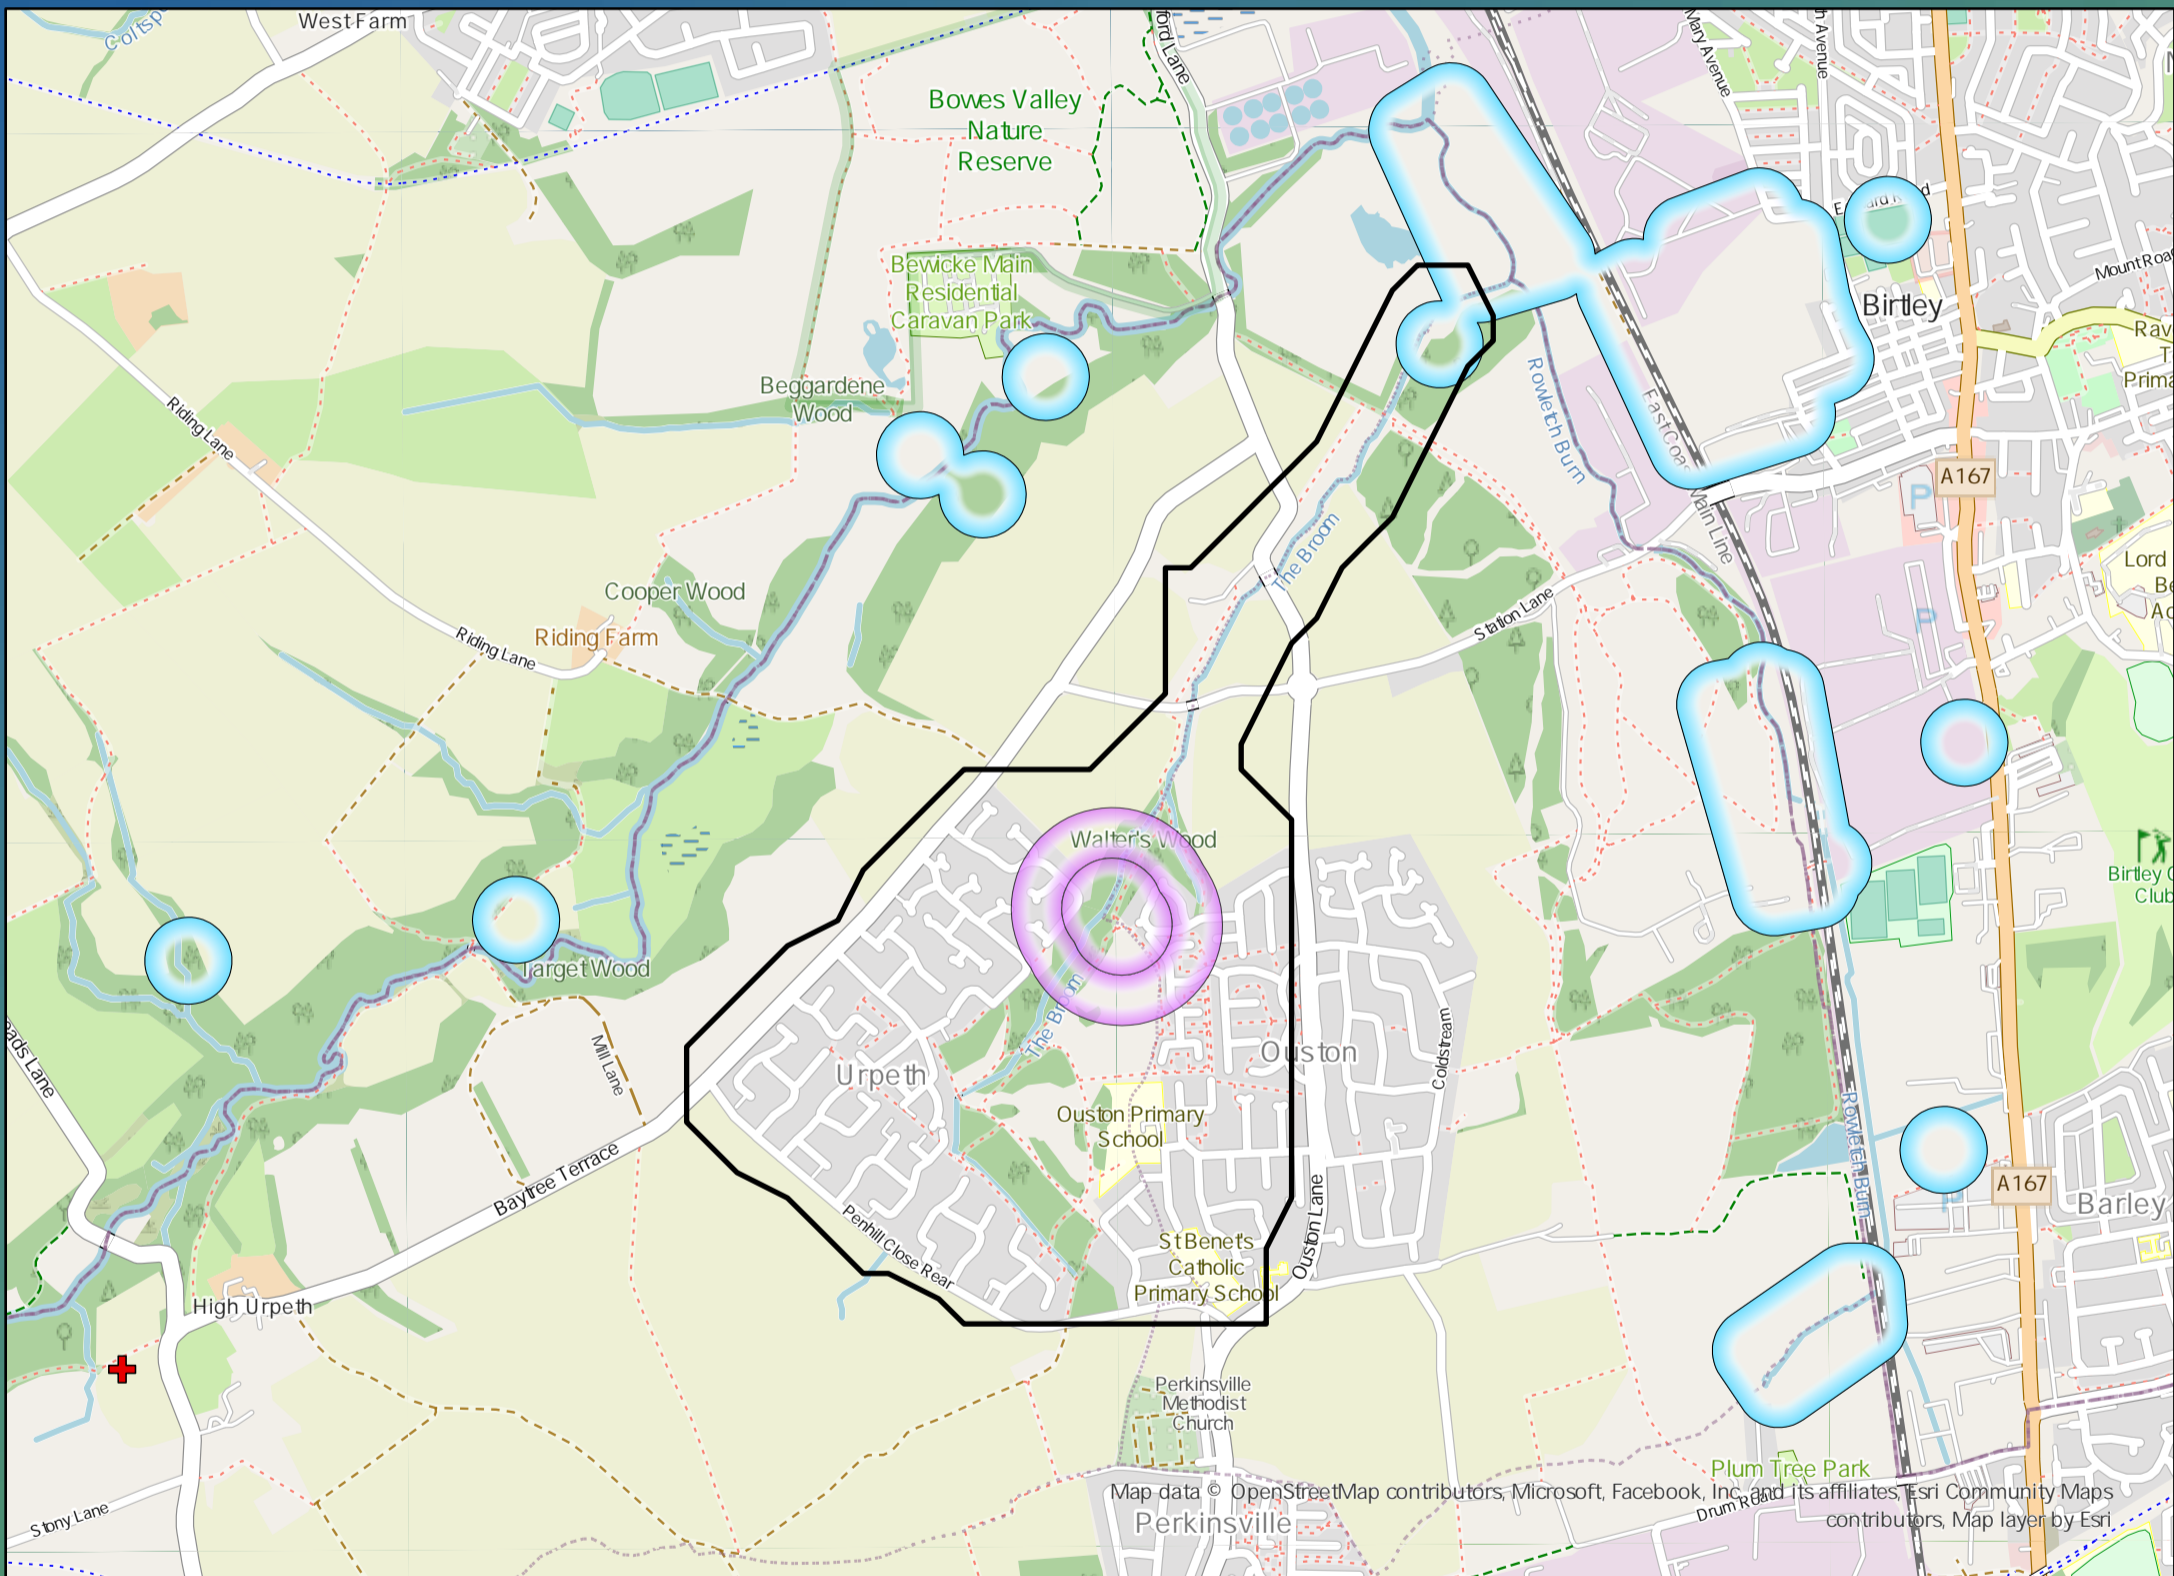 West Farm
Bowes Valley
Nature
Reserve
Mary Avenue
Bewicke Main
Residential
Caravan Park
Birtley
Mount Road
Beggardene
Wood
Riding Lane
Rowletch Burn
A167
Main Line
The Broom
Lord
Cooper Wood
Riding Farm
Riding Lane
Station Lane
Walter's Wood
Birtley
Club
Target Wood
The Broom
Mill Lane
Urpeth
Ouston
Coldstream
Ouston Primary
School
Rowletch Burn
Baytree Terrace
A167
Barley
Penhill Close Rear
St Benet's
Catholic
Primary School
Ouston Lane
High Urpeth
Perkinsville
Methodist
Church
Plum Tree Park
Map data © OpenStreetMap contributors, Microsoft, Facebook, Inc. and its affiliates, Esri Community Maps
contributors, Map layer by Esri
Drum Road
Stony Lane
Perkinsville